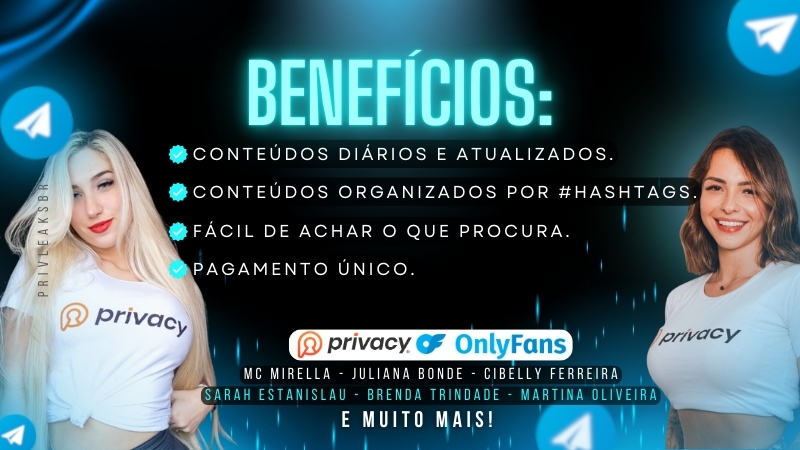 BENEFÍCIOS:
CONTEÚDOS DIÁRIOS E ATUALIZADOS.
CONTEÚDOS ORGANIZADOS POR #HASHTAGS.
FÁCIL DE ACHAR O QUE PROCURA.
PAGAMENTO ÚNICO.
PRIVLEAKSBR
privacy
privacy
privacy. OnlyFans
MC MIRELLA - JULIANA BONDE - CIBELLY FERREIRA
SARAH ESTANISLAU - BRENDA TRINDADE - MARTINA OLIVEIRA
E MUITO MAIS!